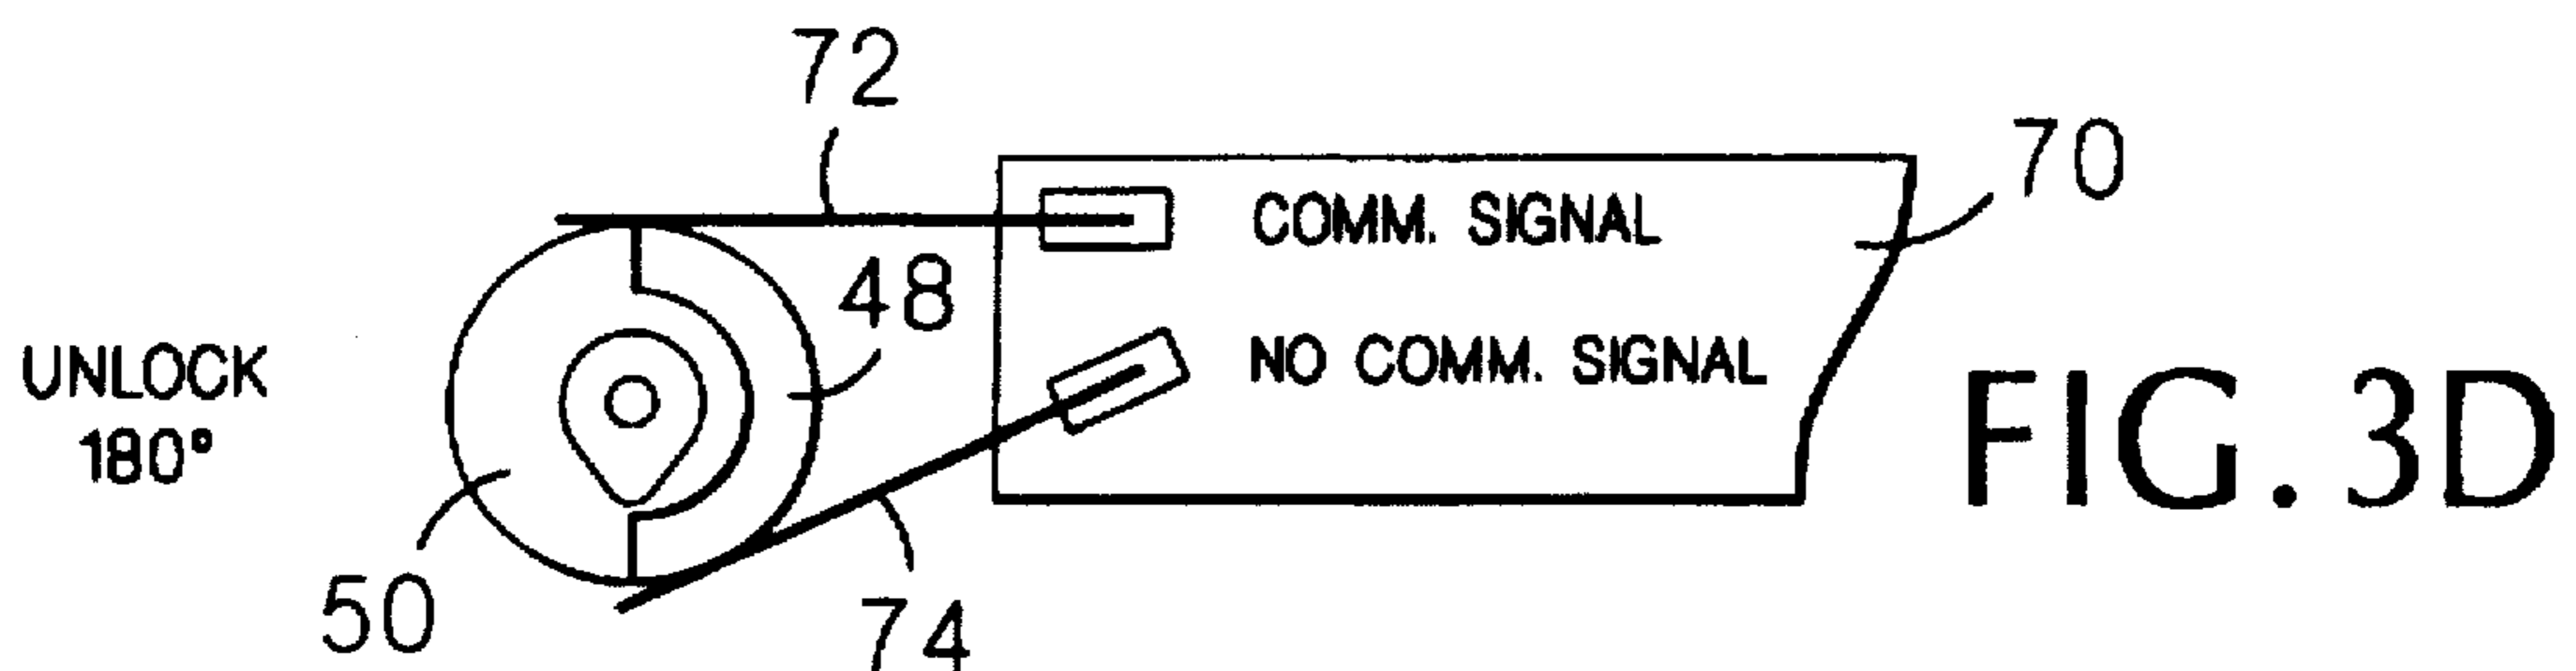 72
70
COMM. SIGNAL
48
NO COMM. SIGNAL
UNLOCK
180°
FIG. 3D
50
74